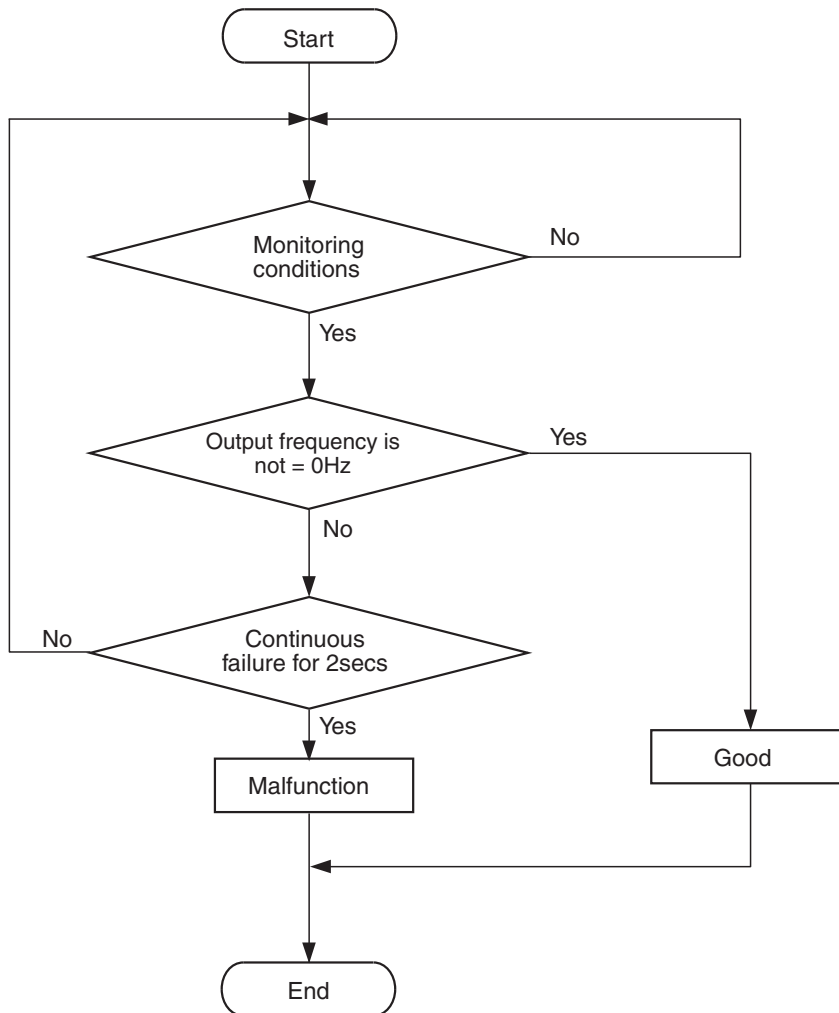 Start
Monitoring
conditions
No
Yes
Output frequency is
not = 0Hz
Yes
No
Continuous
failure for 2secs
No
Yes
Malfunction
Good
End